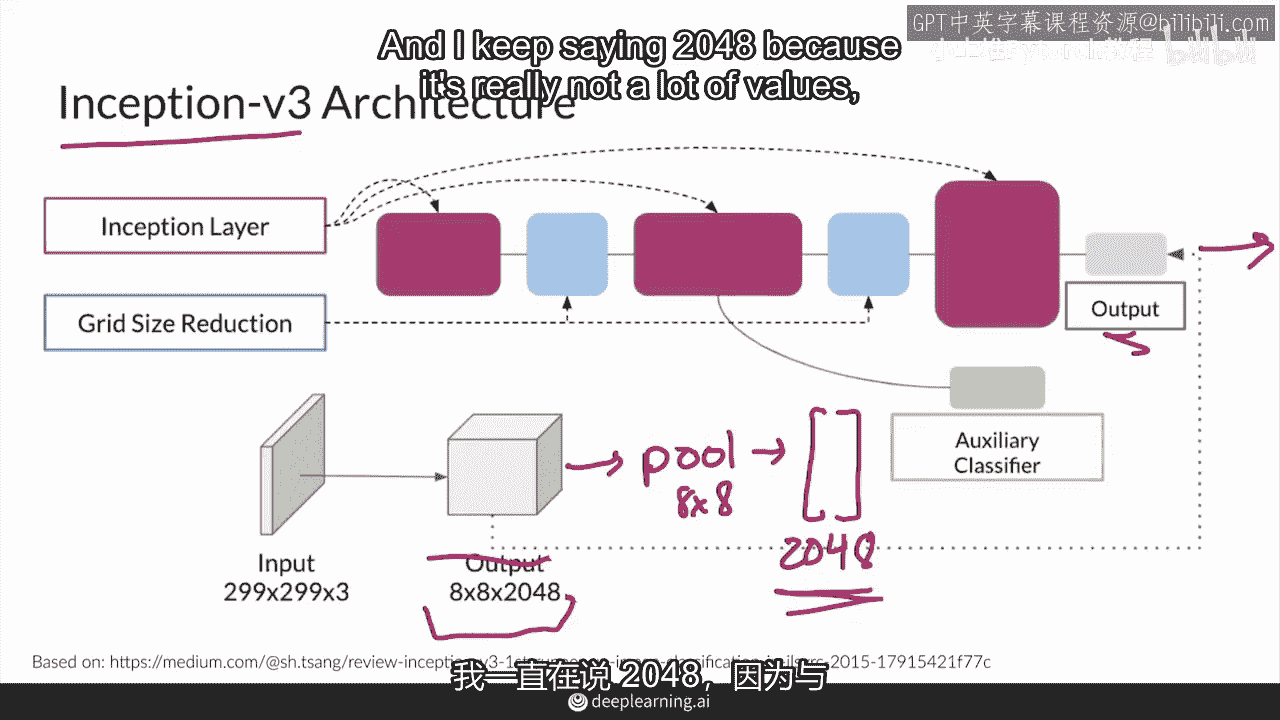 GPT中英字幕课程资源@bilibili.com
And I keep saying 2048 because
it's really not a lot of values,
Inception-v3 Architecture
Inception Layer
Grid Size Reduction
Output
Auxiliary
Classifier
pool
8x8
2048
Input
299x299x3
Output
8x8x2048
Based on: https://medium.com/@sh.tsang/review-inception-v3-1st-
2015-17915421f77c
我一直在说 2048，因为与
deeplearning.ai